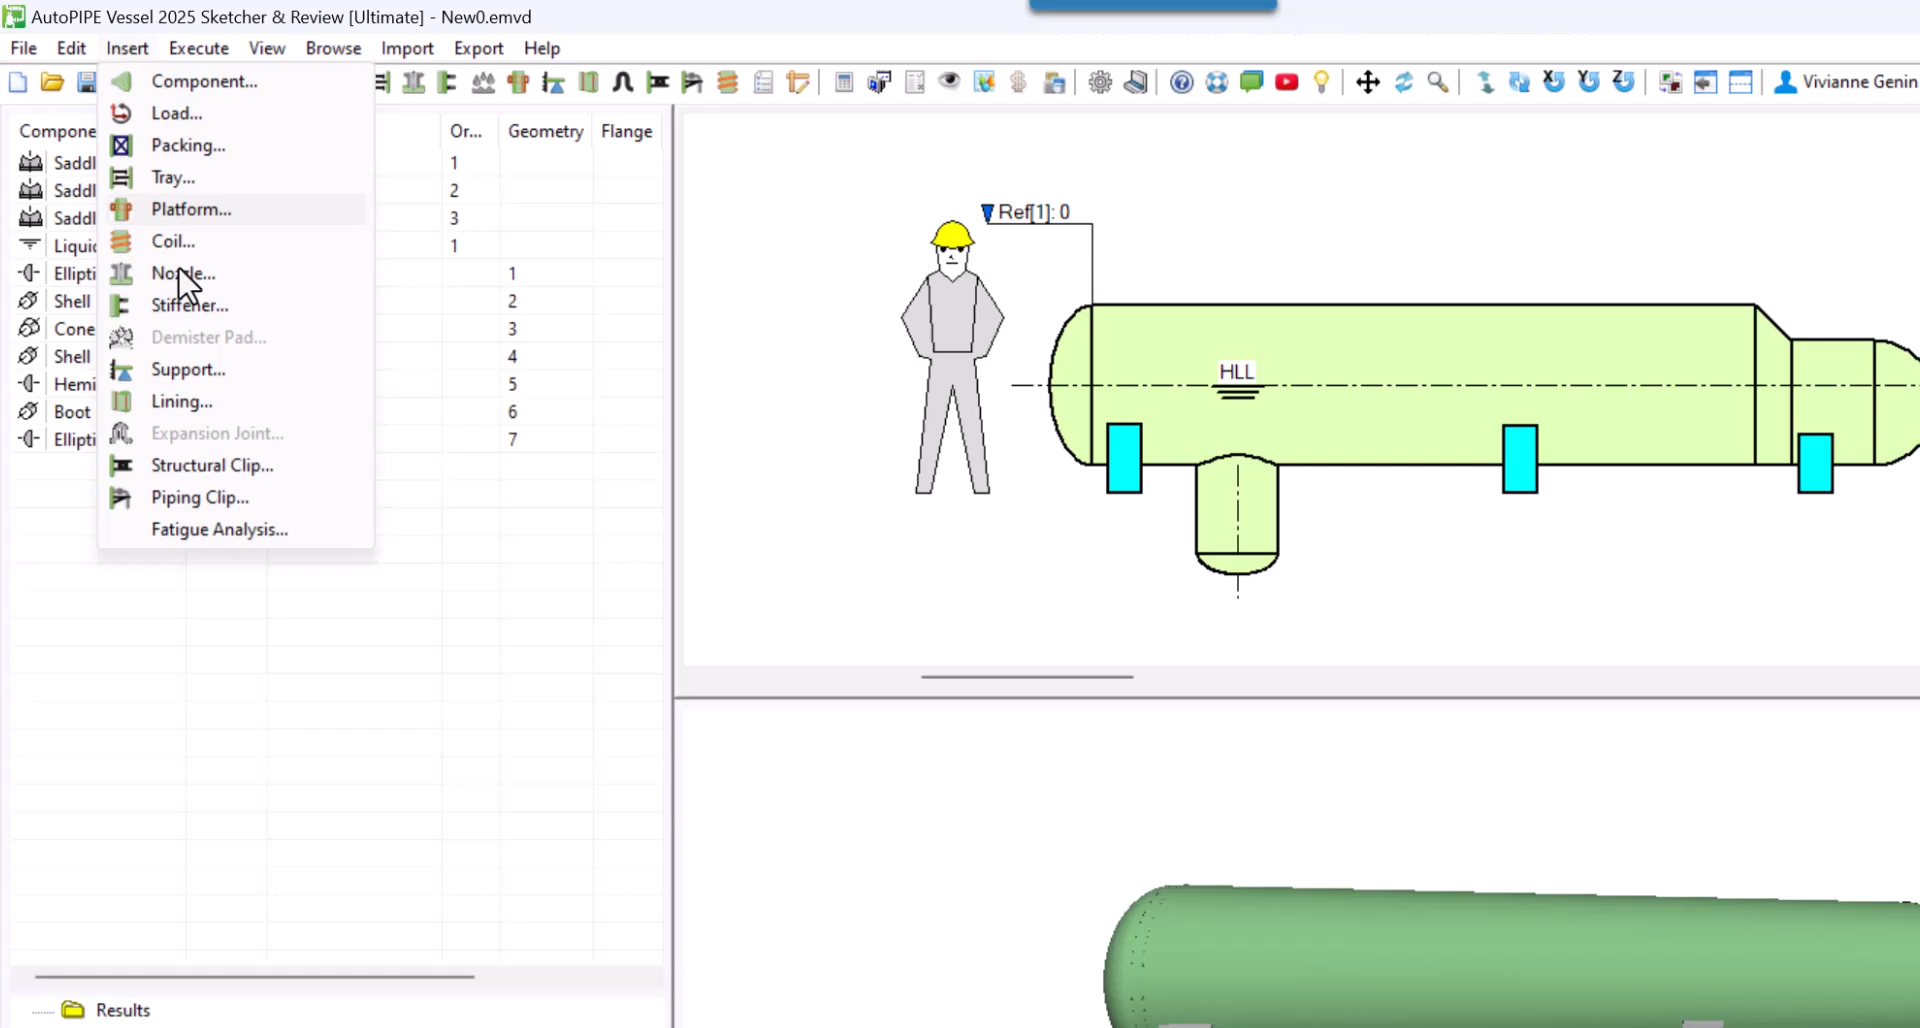 AutoPIPE Vessel 2025 Sketcher & Review [Ultimate] - New0.emvd
File Edit Insert Execute View Browse Import Export Help
Vivianne Genin
Component...
Load...
Packing...
Tray...
Platform...
Coil...
Nozzle...
Stiffener...
Demister Pad...
Support...
Lining...
Expansion Joint...
Structural Clip...
Piping Clip...
Fatigue Analysis...
Compone Or... Geometry Flange
Saddl 1
Saddl 2
Saddl 3
Liquid 1
Ellipti 1
Shell 2
Cone 3
Shell 4
Hemi 5
Boot 6
Ellipti 7
Results
Ref[1]: 0
HLL